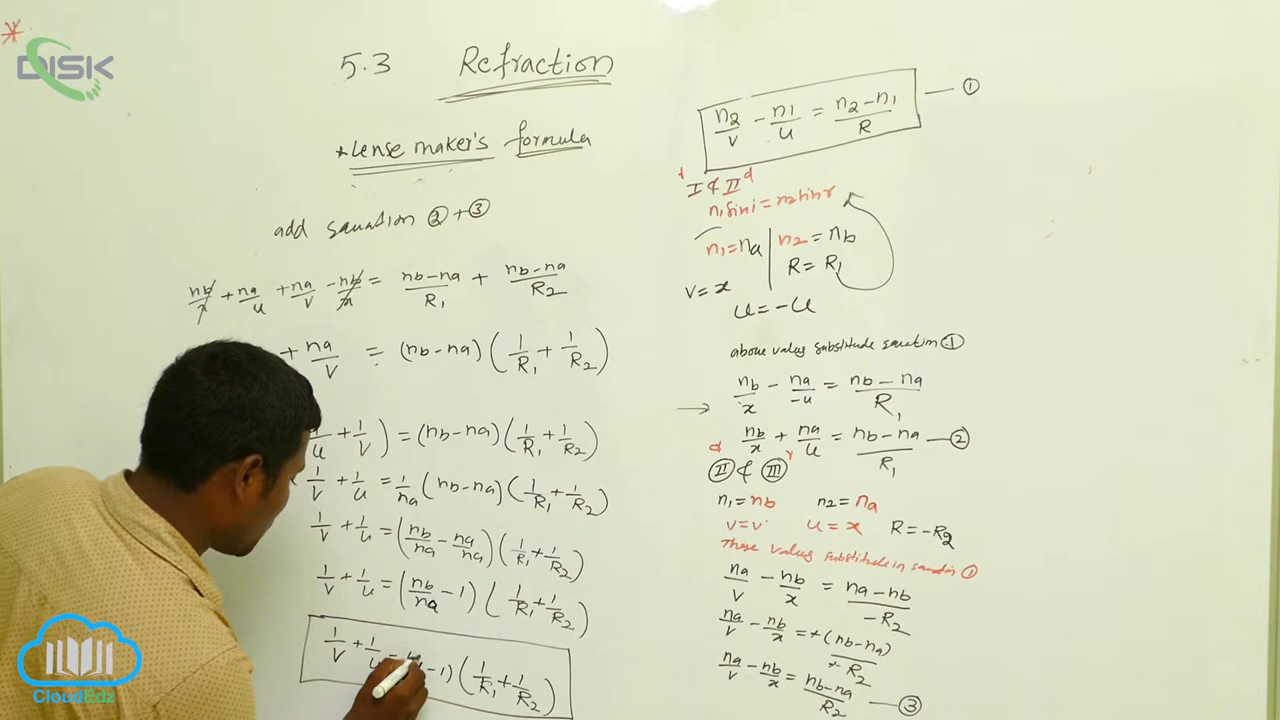 DISK
5.3 Refraction
*Lense maker's formula
add equation ② + ③
nb/x + na/u + na/v - nb/x = nb-na/R1 + nb-na/R2
+ na/v = (nb-na)(1/R1 + 1/R2)
1/u + 1/v) = (nb-na)(1/R1 + 1/R2)
1/v + 1/u = 1/na (nb-na)(1/R1 + 1/R2)
1/v + 1/u = (nb/na - na/na)(1/R1 + 1/R2)
1/v + 1/u = (nb/na - 1)(1/R1 + 1/R2)
1/v + 1/u = -1)(1/R1 + 1/R2)
n2/v - n1/u = n2-n1/R — ①
I & II
n1 sin i = n2 sin r
n1 = na | n2 = nb
R = R1
v = x
u = -u
above valus substitude equation ①
nb/x - na/-u = nb-na/R1
nb/x + na/u = nb-na/R1 — ②
II & III
n1 = nb n2 = na
v = v u = x R = -R2
These valus substitude in equation ①
na/v - nb/x = na-nb/-R2
na/v - nb/x = +(nb-na)/+R2
na/v - nb/x = nb-na/R2 — ③
CloudEdz